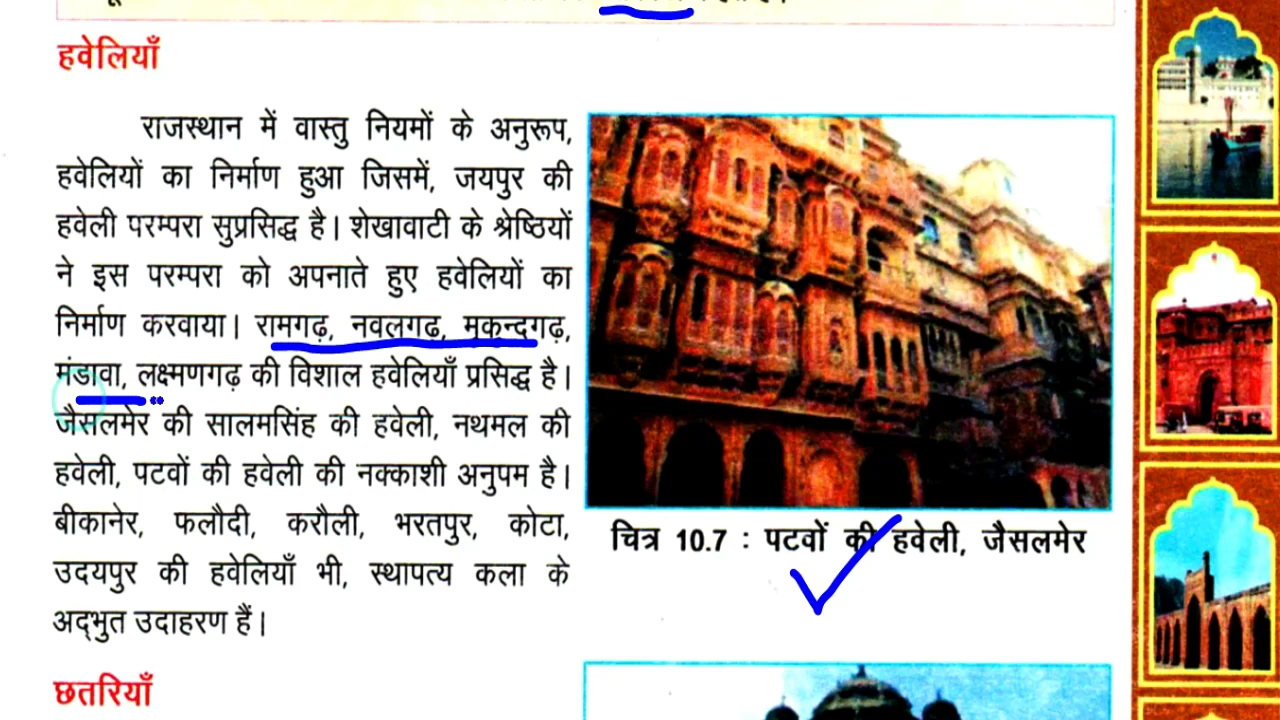 हवेलियाँ
राजस्थान में वास्तु नियमों के अनुरूप,
हवेलियों का निर्माण हुआ जिसमें, जयपुर की
हवेली परम्परा सुप्रसिद्ध है। शेखावाटी के श्रेष्ठियों
ने इस परम्परा को अपनाते हुए हवेलियों का
निर्माण करवाया। रामगढ़, नवलगढ़, मुकुन्दगढ़,
मंडावा, लक्ष्मणगढ़ की विशाल हवेलियाँ प्रसिद्ध है।
जैसलमेर की सालमसिंह की हवेली, नथमल की
हवेली, पटवों की हवेली की नक्काशी अनुपम है।
बीकानेर, फलौदी, करौली, भरतपुर, कोटा,
उदयपुर की हवेलियाँ भी, स्थापत्य कला के
अद्भुत उदाहरण हैं।
चित्र 10.7 : पटवों की हवेली, जैसलमेर
छतरियाँ